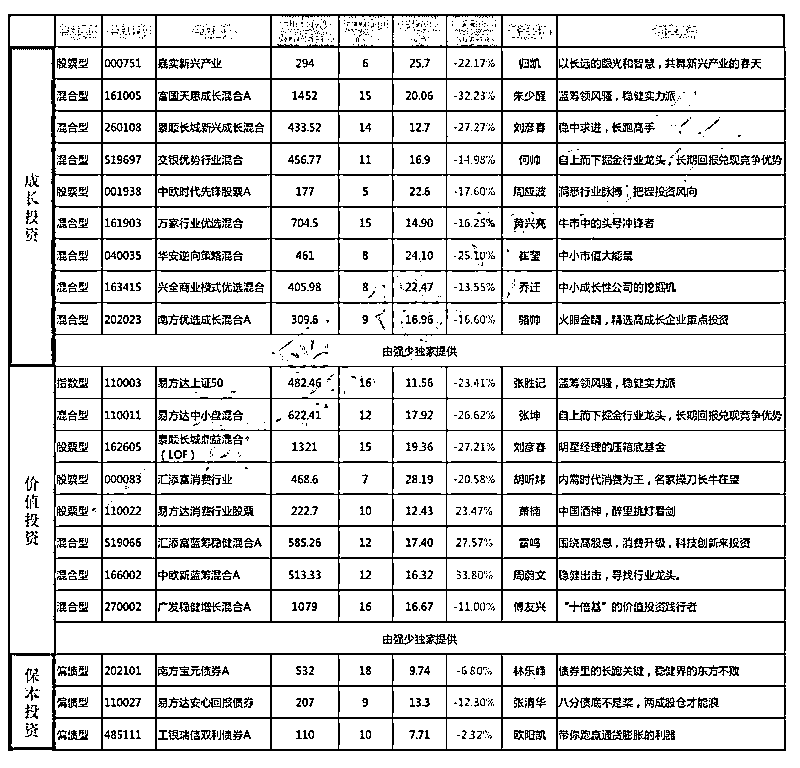 成长投资
股票型 000751 嘉实新兴产业 294 6 25.7 -22.17% 归凯 以长远的眼光和智慧，共舞新兴产业的春天
混合型 161005 富国天惠成长混合A 1452 15 20.06 -32.23% 朱少醒 蓝筹领风骚，稳健实力派
混合型 260108 景顺长城新兴成长混合 433.52 14 12.7 -27.27% 刘彦春 稳中求进，长跑高手
混合型 519697 交银优势行业混合 456.77 11 16.9 -14.98% 何帅 自上而下掘金行业龙头，长期回报兑现竞争优势
股票型 001938 中欧时代先锋股票A 177 5 22.6 -17.60% 周应波 洞悉行业脉搏，把握投资风向
混合型 161903 万家行业优选混合 704.5 15 14.90 -16.25% 黄兴亮 牛市中的头号冲锋者
混合型 040035 华安逆向策略混合 461 8 24.10 -25.10% 崔莹 中小市值大能量
混合型 163415 兴全商业模式优选混合 405.98 8 22.47 -13.55% 乔迁 中小成长性公司的挖掘机
混合型 202023 南方优选成长混合A 309.6 9 16.96 -16.60% 骆帅 火眼金睛，精选高成长企业重点投资
由强少独家提供
价值投资
指数型 110003 易方达上证50 482.46 16 11.56 -23.41% 张胜记 蓝筹领风骚，稳健实力派
混合型 110011 易方达中小盘混合 622.41 12 17.92 -26.62% 张坤 自上而下掘金行业龙头，长期回报兑现竞争优势
股票型 162605 景顺长城鼎益混合（LOF） 1321 15 19.36 -27.21% 刘彦春 明星经理的压箱底基金
股票型 000083 汇添富消费行业 468.6 7 28.19 -20.58% 胡昕炜 内需时代消费为王，名家操刀长牛在望
股票型 110022 易方达消费行业股票 222.7 10 12.43 23.47% 萧楠 中国酒神，醉里挑灯看剑
混合型 519066 汇添富蓝筹稳健混合A 585.26 12 17.40 27.57% 雷鸣 围绕高股息，消费升级，科技创新来投资
混合型 166002 中欧新蓝筹混合A 513.33 12 16.32 33.80% 周蔚文 稳健出击，寻找行业龙头。
混合型 270002 广发稳健增长混合A 1079 16 16.67 -11.00% 傅友兴 “十倍基”的价值投资践行者
由强少独家提供
保本投资
偏债型 202101 南方宝元债券A 532 18 9.74 -6.80% 林乐峰 债券里的长跑关键，稳健界的东方不败
偏债型 110027 易方达安心回报债券 207 9 13.3 -12.30% 张清华 八分债底不是桨，两成股仓才能浪
偏债型 485111 工银瑞信双利债券A 110 10 7.71 -2.32% 欧阳凯 带你跑赢通货膨胀的利器